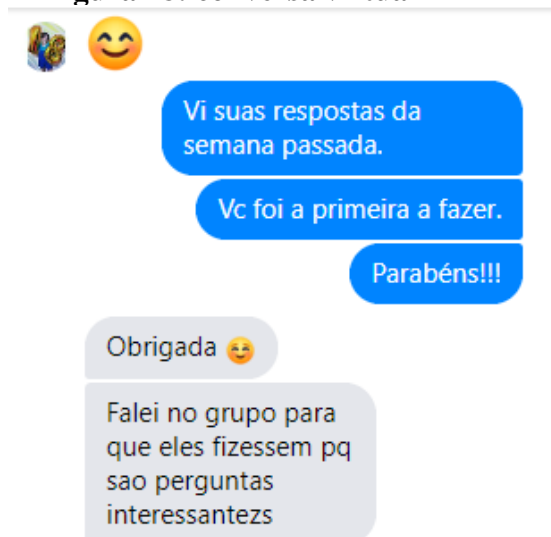 Vi suas respostas da
semana passada.
Vc foi a primeira a fazer.
Parabéns!!!
Obrigada 😊
Falei no grupo para
que eles fizessem pq
sao perguntas
interessantezs